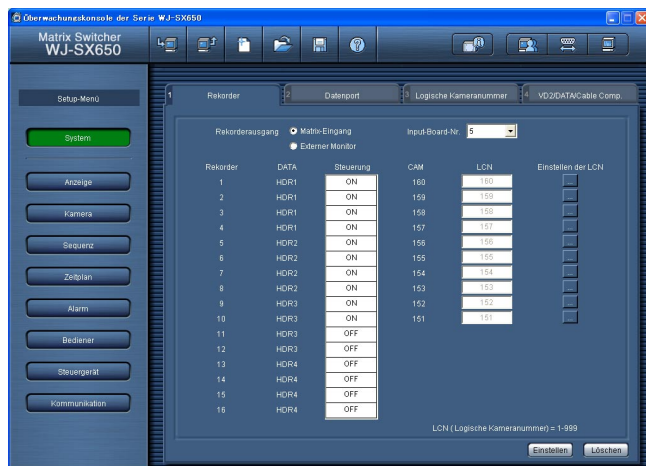 Überwachungskonsole der Serie WJ-SX650
Matrix Switcher
WJ-SX650
Setup-Menü
System
Anzeige
Kamera
Sequenz
Zeitplan
Alarm
Bediener
Steuergerät
Kommunikation
1 Rekorder 2 Datenport 3 Logische Kameranummer 4 VD2/DATA/Cable Comp.
Rekorderausgang Matrix-Eingang Input-Board-Nr. 5
Externer Monitor
Rekorder DATA Steuerung CAM LCN Einstellen der LCN
1 HDR1 ON 160 160 ...
2 HDR1 ON 159 159 ...
3 HDR1 ON 158 158 ...
4 HDR1 ON 157 157 ...
5 HDR2 ON 156 156 ...
6 HDR2 ON 155 155 ...
7 HDR2 ON 154 154 ...
8 HDR2 ON 153 153 ...
9 HDR3 ON 152 152 ...
10 HDR3 ON 151 151 ...
11 HDR3 OFF
12 HDR3 OFF
13 HDR4 OFF
14 HDR4 OFF
15 HDR4 OFF
16 HDR4 OFF
LCN ( Logische Kameranummer) = 1-999
Einstellen Löschen